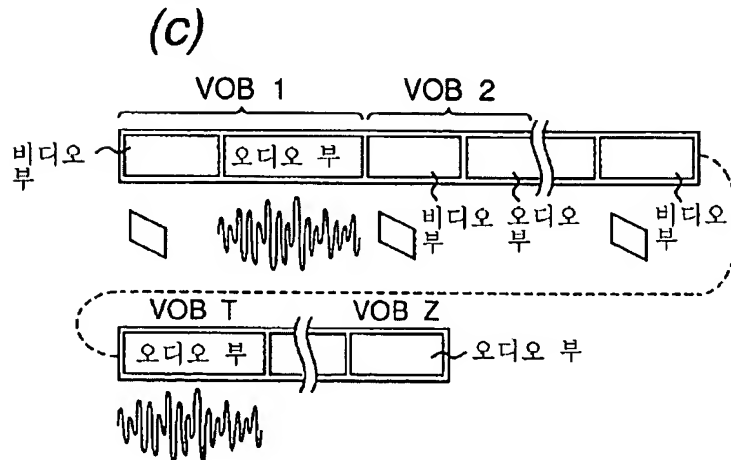 (c)
VOB 1 VOB 2
비디오
부
오디오 부
비디오
부
오디오
부
비디오
부
VOB T VOB Z
오디오 부
오디오 부